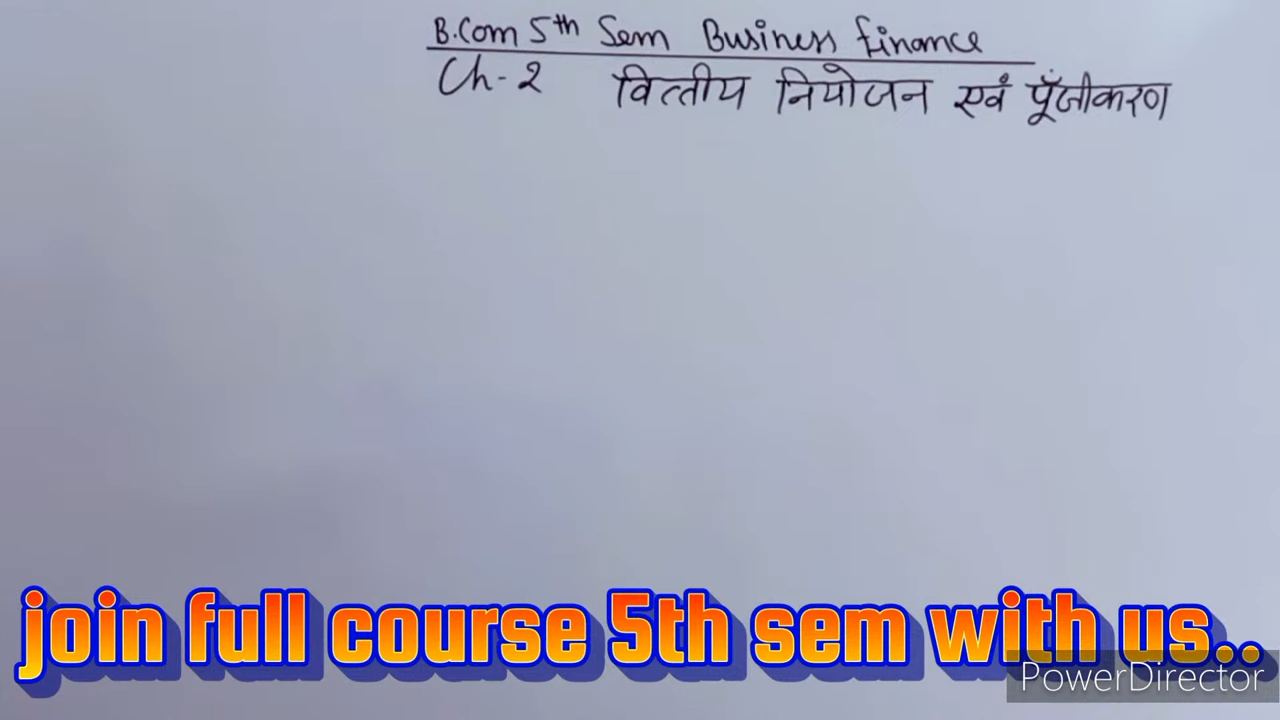 B.Com 5th Sem Business finance
Ch-2 वित्तीय नियोजन एवं पूँजीकरण
join full course 5th sem with us..
PowerDirector